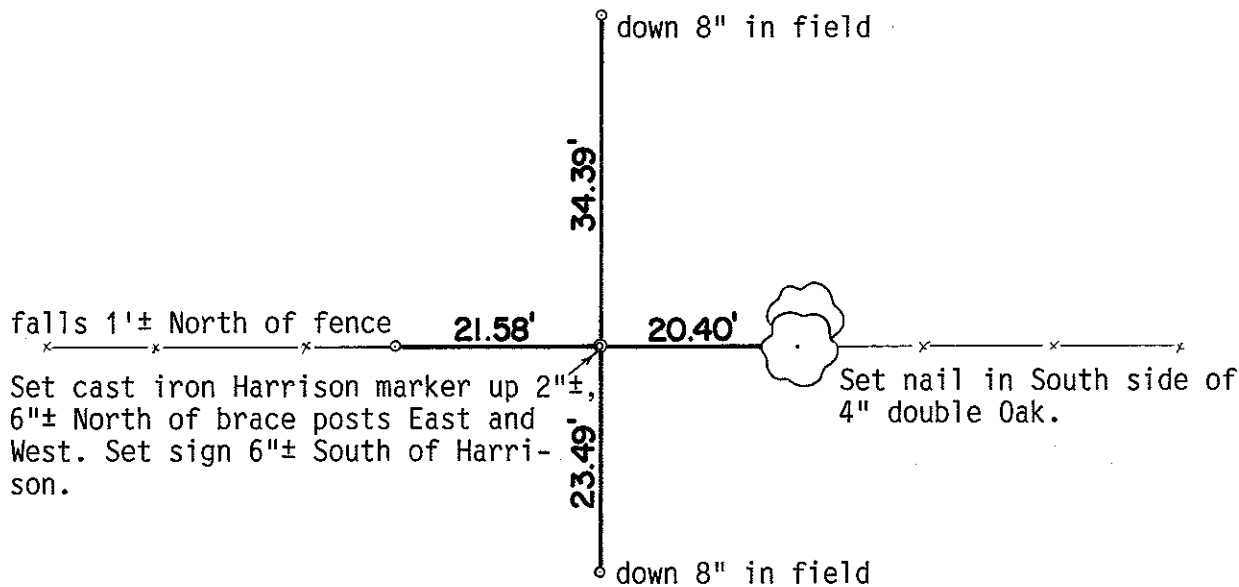 down 8" in field
34.39'
falls 1'± North of fence
21.58'
20.40'
Set cast iron Harrison marker up 2"±,
6"± North of brace posts East and
West. Set sign 6"± South of Harri-
son.
Set nail in South side of
4" double Oak.
23.49'
down 8" in field